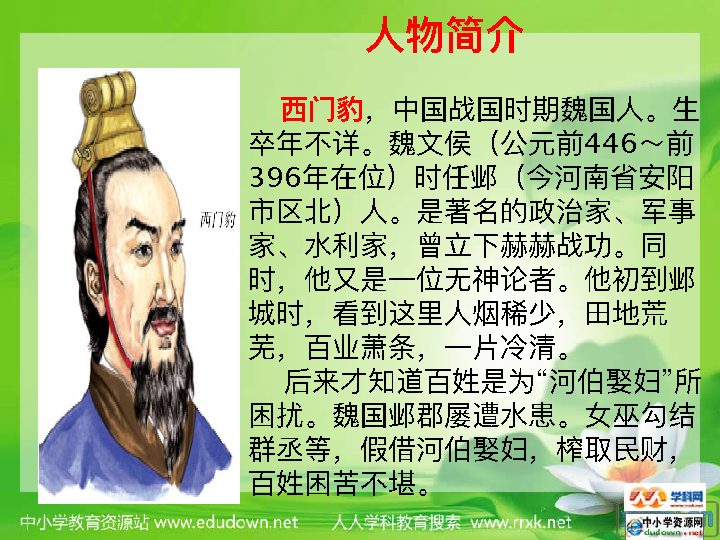 人物简介
西门豹，中国战国时期魏国人。生
卒年不详。魏文侯（公元前446～前
396年在位）时任邺（今河南省安阳
市区北）人。是著名的政治家、军事
家、水利家，曾立下赫赫战功。同
时，他又是一位无神论者。他初到邺
城时，看到这里人烟稀少，田地荒
芜，百业萧条，一片冷清。
后来才知道百姓是为“河伯娶妇”所
困扰。魏国邺郡屡遭水患。女巫勾结
群丞等，假借河伯娶妇，榨取民财，
百姓困苦不堪。
西门豹
中小学教育资源站 www.edudown.net 人人学科教育搜索 www.rrxk.net
学科网
www.rrxk.net
中小学资源网
edudown.net